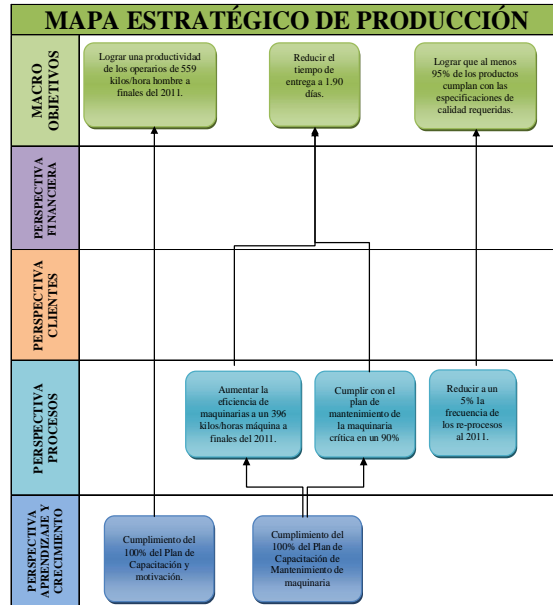 MAPA ESTRATÉGICO DE PRODUCCIÓN
MACRO
OBJETIVOS
Lograr una productividad
de los operarios de 559
kilos/hora hombre a
finales del 2011.
Reducir el
tiempo de
entrega a 1.90
días.
Lograr que al menos
95% de los productos
cumplan con las
especificaciones de
calidad requeridas.
PERSPECTIVA
FINANCIERA
PERSPECTIVA
CLIENTES
PERSPECTIVA
PROCESOS
Aumentar la
eficiencia de
maquinarias a un 396
kilos/horas máquina a
finales del 2011.
Cumplir con el
plan de
mantenimiento de
la maquinaria
crítica en un 90%
Reducir a un
5% la
frecuencia de
los re-procesos
al 2011.
PERSPECTIVA
APRENDIZAJE Y
CRECIMIENTO
Cumplimiento del
100% del Plan de
Capacitación y
motivación.
Cumplimiento del
100% del Plan de
Capacitación de
Mantenimiento de
maquinaria